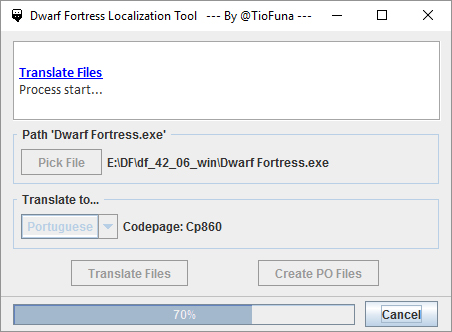 Dwarf Fortress Localization Tool   --- By @TioFuna ---
Translate Files
Process start...
Path 'Dwarf Fortress.exe'
Pick File E:\DF\df_42_06_win\Dwarf Fortress.exe
Translate to...
Portuguese Codepage: Cp860
Translate Files Create PO Files
70% Cancel